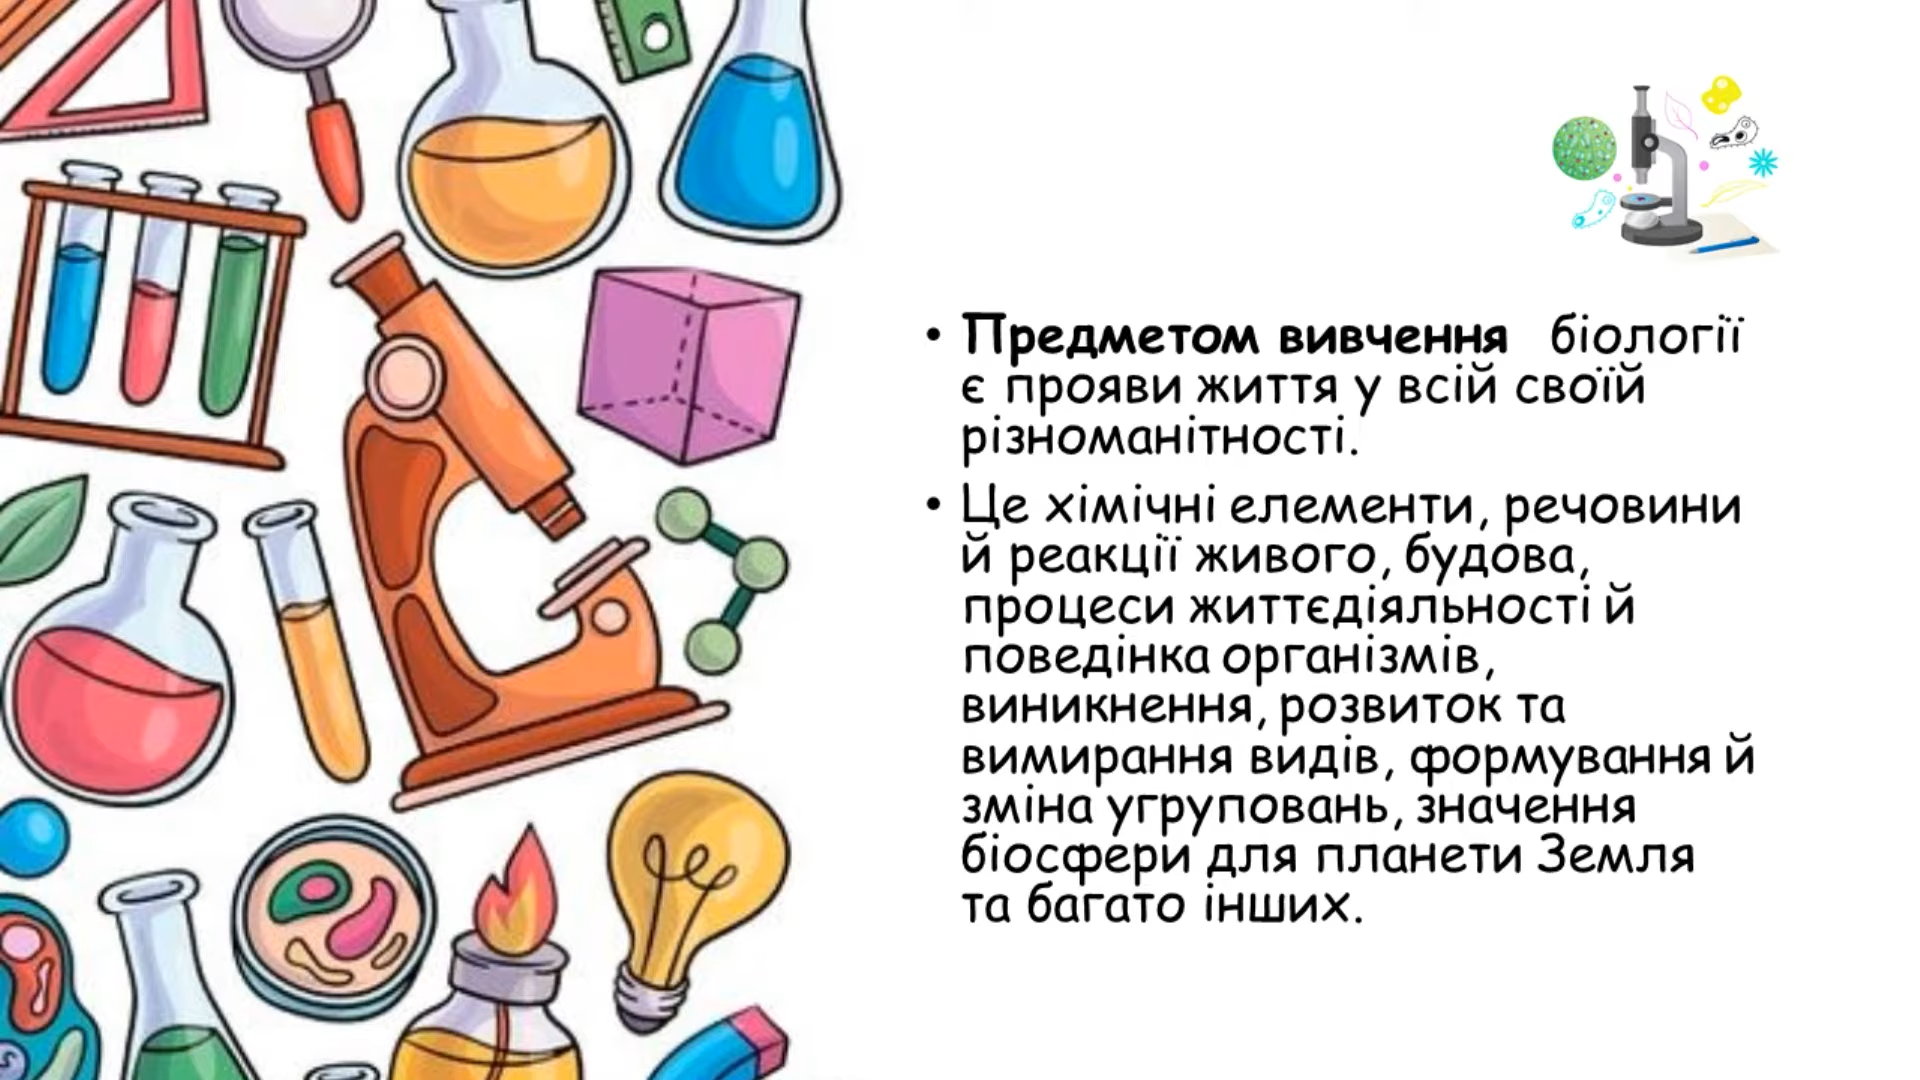 • Предметом вивчення біології
є прояви життя у всій своїй
різноманітності.
• Це хімічні елементи, речовини
й реакції живого, будова,
процеси життєдіяльності й
поведінка організмів,
виникнення, розвиток та
вимирання видів, формування й
зміна угруповань, значення
біосфери для планети Земля
та багато інших.